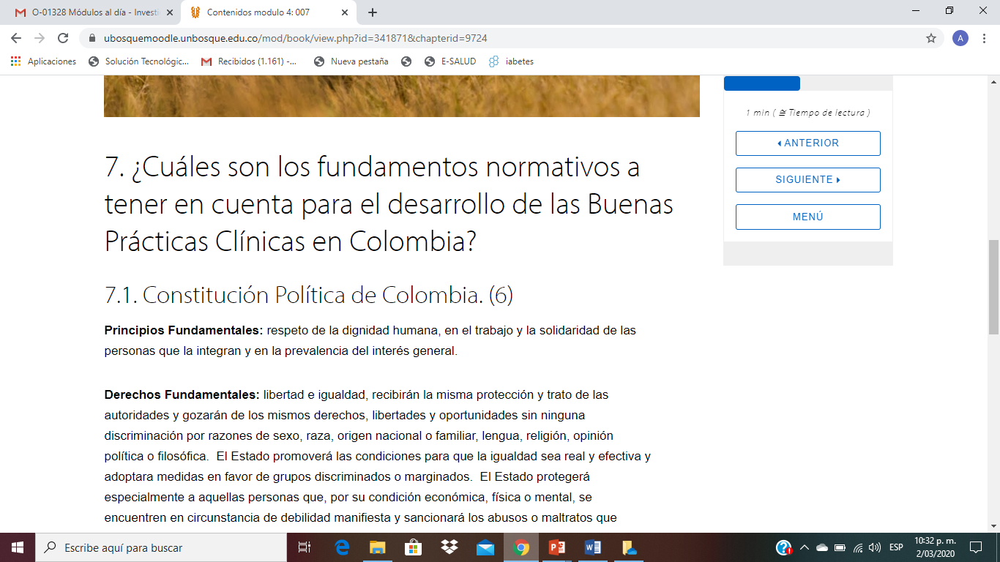 O-01328 Módulos al día - Investi
Contenidos modulo 4: 007
ubosquemoodle.unbosque.edu.co/mod/book/view.php?id=341871&chapterid=9724
A
Aplicaciones
Solución Tecnológic...
Recibidos (1.161) -...
Nueva pestaña
E-SALUD
iabetes
1 min ( ≅ Tiempo de lectura )
ANTERIOR
SIGUIENTE
MENÚ
7. ¿Cuáles son los fundamentos normativos a
tener en cuenta para el desarrollo de las Buenas
Prácticas Clínicas en Colombia?
7.1. Constitución Política de Colombia. (6)
Principios Fundamentales: respeto de la dignidad humana, en el trabajo y la solidaridad de las
personas que la integran y en la prevalencia del interés general.
Derechos Fundamentales: libertad e igualdad, recibirán la misma protección y trato de las
autoridades y gozarán de los mismos derechos, libertades y oportunidades sin ninguna
discriminación por razones de sexo, raza, origen nacional o familiar, lengua, religión, opinión
política o filosófica.  El Estado promoverá las condiciones para que la igualdad sea real y efectiva y
adoptara medidas en favor de grupos discriminados o marginados.  El Estado protegerá
especialmente a aquellas personas que, por su condición económica, física o mental, se
encuentren en circunstancia de debilidad manifiesta y sancionará los abusos o maltratos que
Escribe aquí para buscar
ESP
10:32 p. m.
2/03/2020